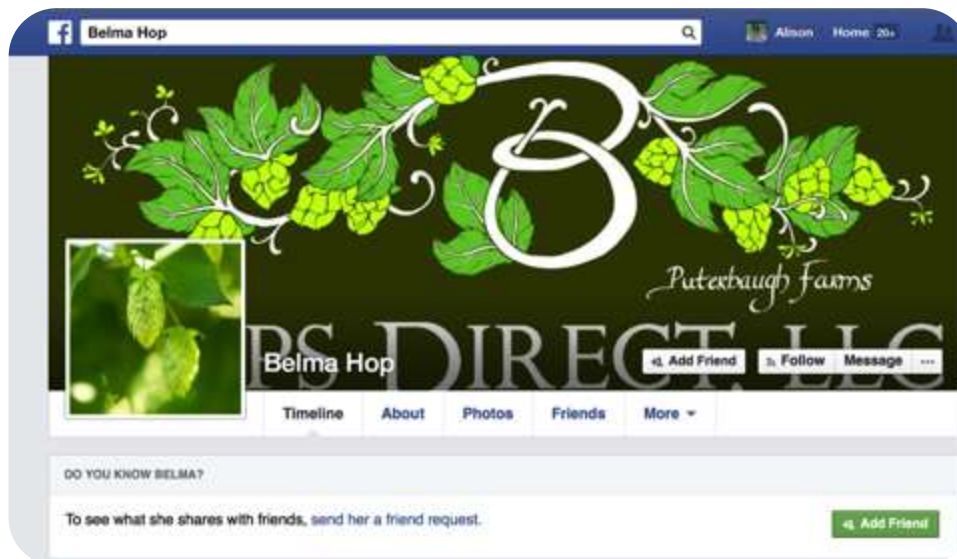 f Belma Hop Alison Home 20+
B
Puterbaugh Farms
PS DIRECT, LLC
Belma Hop Add Friend Follow Message ...
Timeline About Photos Friends More
DO YOU KNOW BELMA?
To see what she shares with friends, send her a friend request. Add Friend